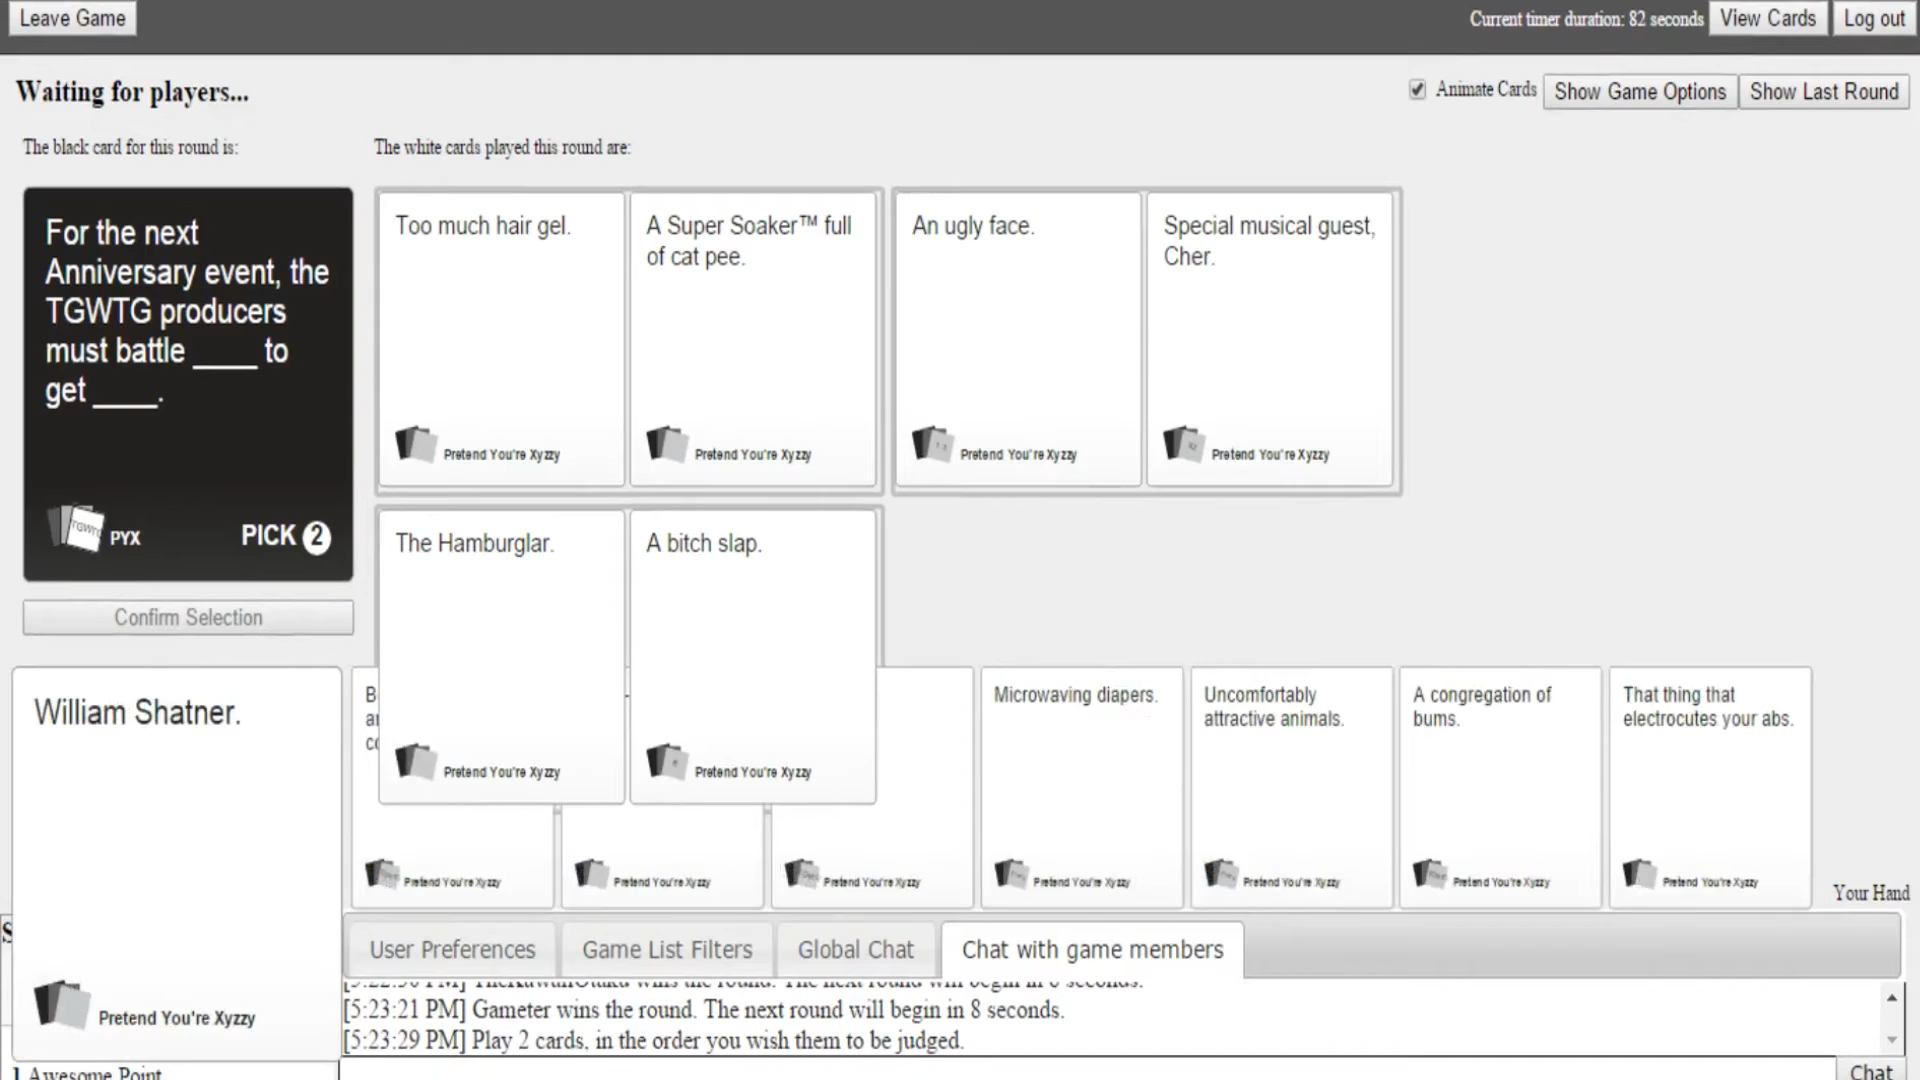 Leave Game
Current timer duration: 82 seconds
View Cards
Log out
Waiting for players...
Animate Cards
Show Game Options
Show Last Round
The black card for this round is:
The white cards played this round are:
For the next
Anniversary event, the
TGWTG producers
must battle ____ to
get ____.
PYX
PICK 2
Too much hair gel.
Pretend You're Xyzzy
A Super Soaker™ full
of cat pee.
Pretend You're Xyzzy
An ugly face.
Pretend You're Xyzzy
Special musical guest,
Cher.
Pretend You're Xyzzy
The Hamburglar.
Pretend You're Xyzzy
A bitch slap.
Pretend You're Xyzzy
Confirm Selection
William Shatner.
Pretend You're Xyzzy
Pretend You're Xyzzy
Pretend You're Xyzzy
Pretend You're Xyzzy
Microwaving diapers.
Pretend You're Xyzzy
Uncomfortably
attractive animals.
Pretend You're Xyzzy
A congregation of
bums.
Pretend You're Xyzzy
That thing that
electrocutes your abs.
Pretend You're Xyzzy
Your Hand
User Preferences
Game List Filters
Global Chat
Chat with game members
[5:23:21 PM] Gameter wins the round. The next round will begin in 8 seconds.
[5:23:29 PM] Play 2 cards, in the order you wish them to be judged.
1 Awesome Point
Chat